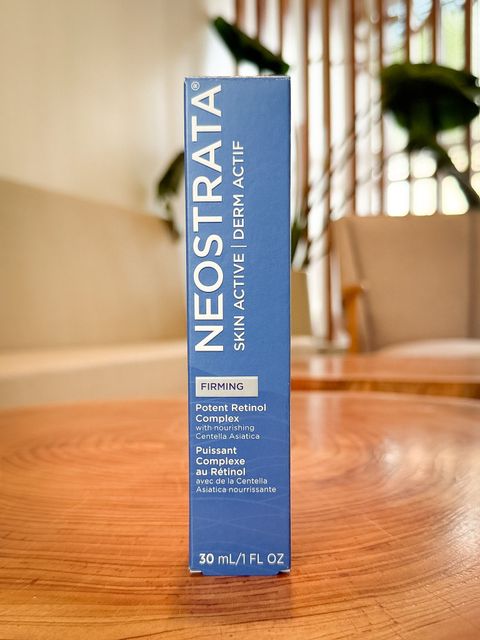 NEOSTRATA®
SKIN ACTIVE | DERM ACTIF
FIRMING
Potent Retinol
Complex
with nourishing
Centella Asiatica
Puissant
Complexe
au Rétinol
avec de la Centella
Asiatica nourrissante
30 mL/1 FL OZ